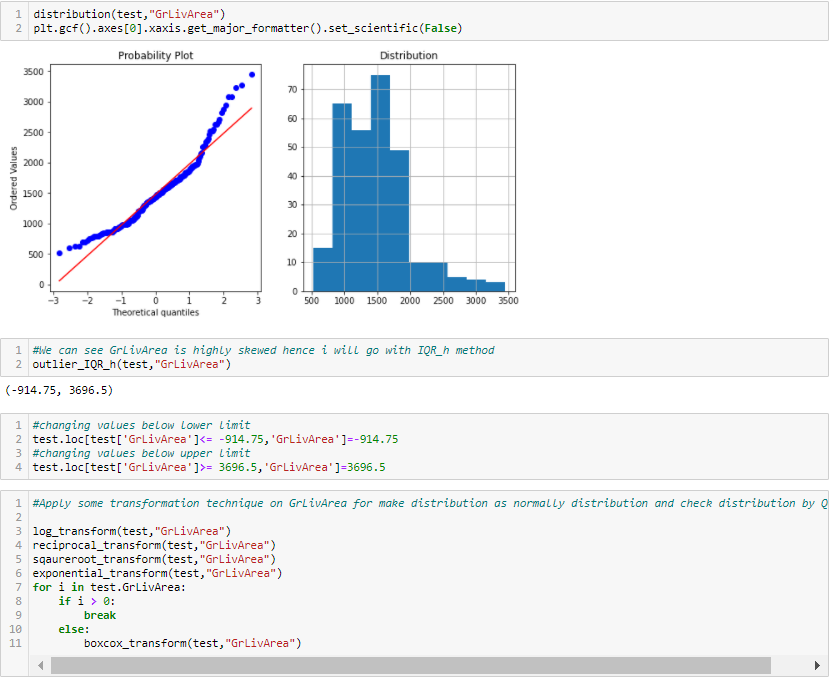 1 distribution(test,"GrLivArea")
2 plt.gcf().axes[0].xaxis.get_major_formatter().set_scientific(False)
Probability Plot
Distribution
3500
3000
2500
2000
1500
1000
500
0
Ordered Values
−3 −2 −1 0 1 2 3
Theoretical quantiles
70
60
50
40
30
20
10
0
500 1000 1500 2000 2500 3000 3500
1 #We can see GrLivArea is highly skewed hence i will go with IQR_h method
2 outlier_IQR_h(test,"GrLivArea")
(-914.75, 3696.5)
1 #changing values below lower limit
2 test.loc[test['GrLivArea']<= -914.75,'GrLivArea']=-914.75
3 #changing values below upper limit
4 test.loc[test['GrLivArea']>= 3696.5,'GrLivArea']=3696.5
1 #Apply some transformation technique on GrLivArea for make distribution as normally distribution and check distribution by Q
2
3 log_transform(test,"GrLivArea")
4 reciprocal_transform(test,"GrLivArea")
5 sqaureroot_transform(test,"GrLivArea")
6 exponential_transform(test,"GrLivArea")
7 for i in test.GrLivArea:
8 if i > 0:
9 break
10 else:
11 boxcox_transform(test,"GrLivArea")